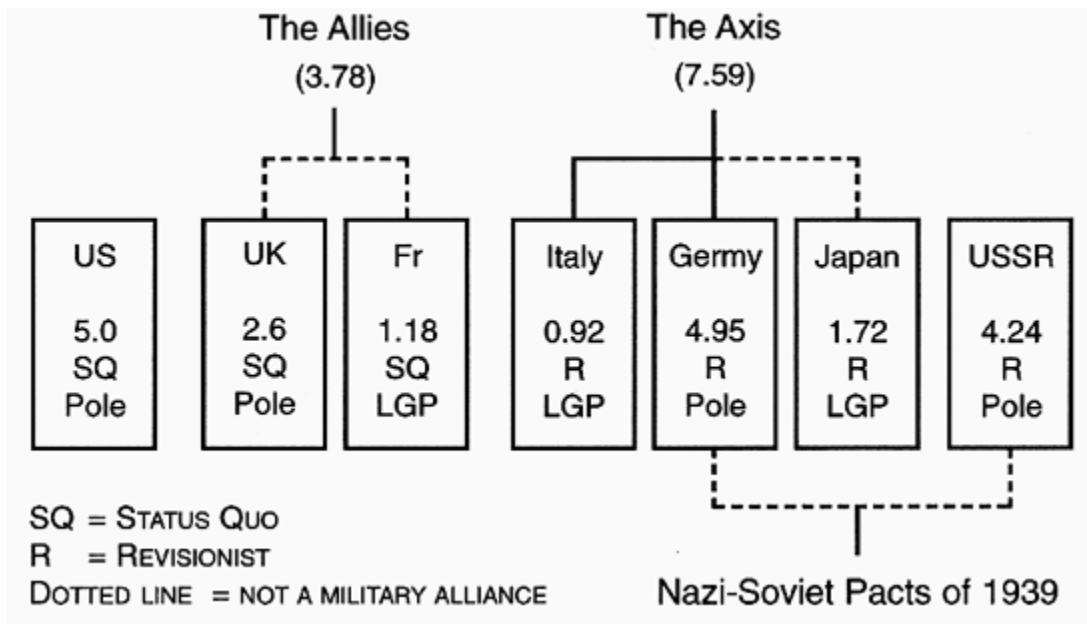 The Allies
(3.78)
The Axis
(7.59)
US
5.0
SQ
Pole
UK
2.6
SQ
Pole
Fr
1.18
SQ
LGP
Italy
0.92
R
LGP
Germy
4.95
R
Pole
Japan
1.72
R
LGP
USSR
4.24
R
Pole
SQ = STATUS QUO
R = REVISIONIST
DOTTED LINE = NOT A MILITARY ALLIANCE
Nazi-Soviet Pacts of 1939